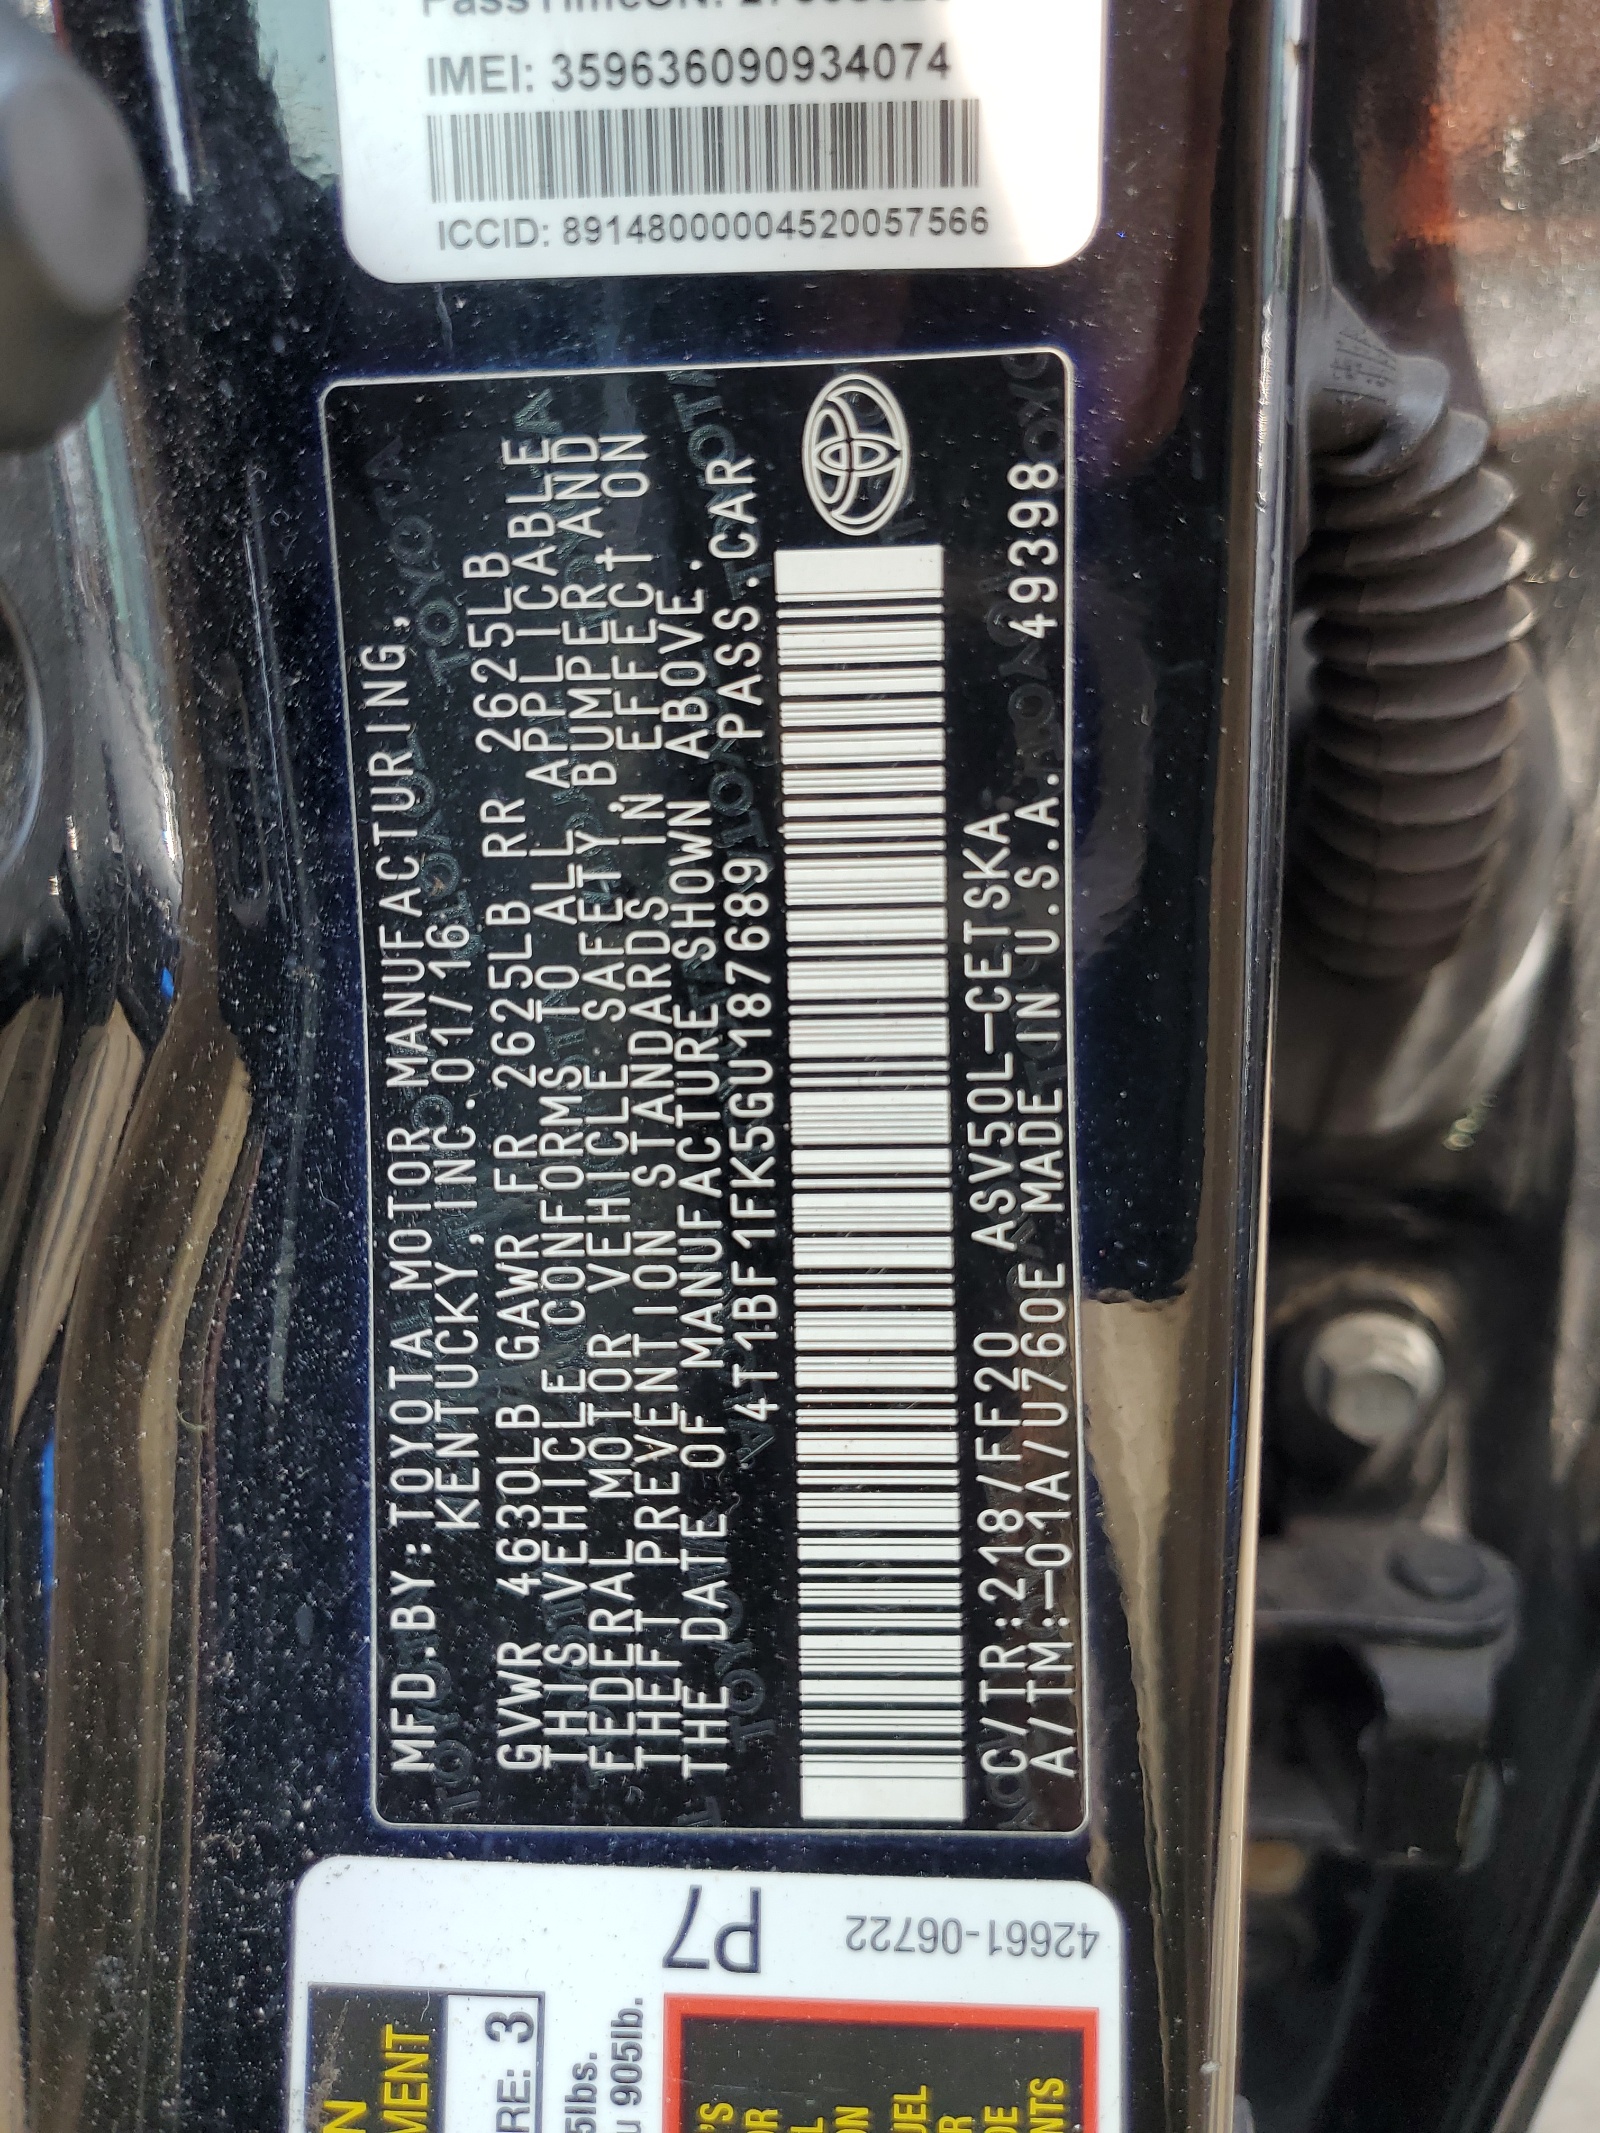 IMEI: 359636090934074
ICCID: 89148000004520057566
MFD.BY:TOYOTA MOTOR MANUFACTURING,
KENTUCKY,INC.01/16
GVWR 4630LB GAWR FR 2625LB RR 2625LB
THIS VEHICLE CONFORMS TO ALL APPLICABLE
FEDERAL MOTOR VEHICLE SAFETY, BUMPER, AND
THEFT PREVENTION STANDARDS IN EFFECT ON
THE DATE OF MANUFACTURE SHOWN ABOVE.
4T1BF1FK5GU187689 PASS.CAR
C/TR:218/FF20 ASV50L-CETSKA
A/TM:-01A/U760E MADE IN U.S.A. 49398
P7
42661-06722
3
905lb.